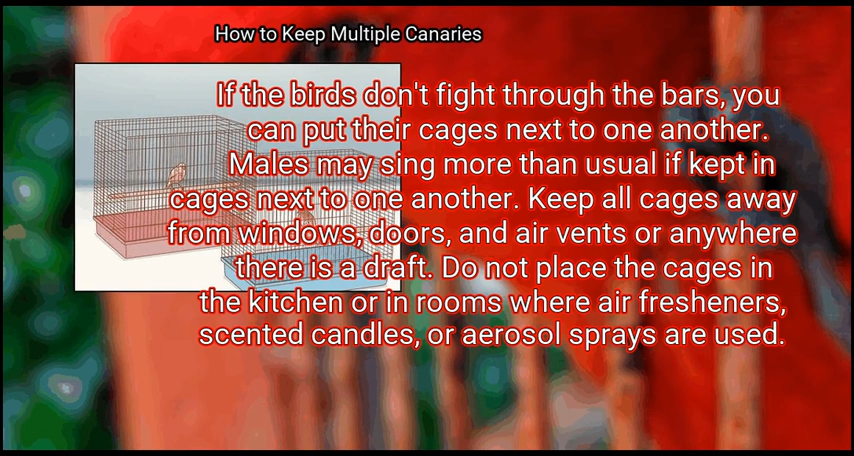 How to Keep Multiple Canaries
If the birds don't fight through the bars, you
can put their cages next to one another.
Males may sing more than usual if kept in
cages next to one another. Keep all cages away
from windows, doors, and air vents or anywhere
there is a draft. Do not place the cages in
the kitchen or in rooms where air fresheners,
scented candles, or aerosol sprays are used.